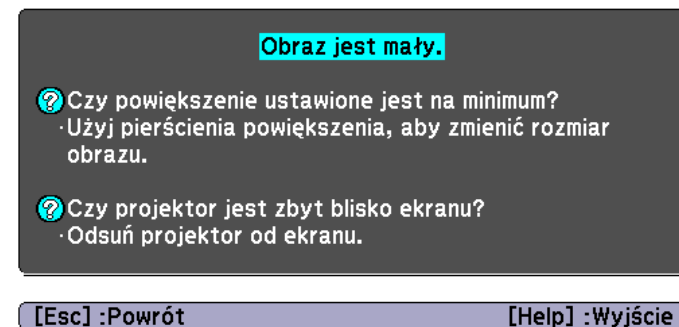 Obraz jest mały.
Czy powiększenie ustawione jest na minimum?
·Użyj pierścienia powiększenia, aby zmienić rozmiar
obrazu.
Czy projektor jest zbyt blisko ekranu?
·Odsuń projektor od ekranu.
[Esc] :Powrót [Help] :Wyjście